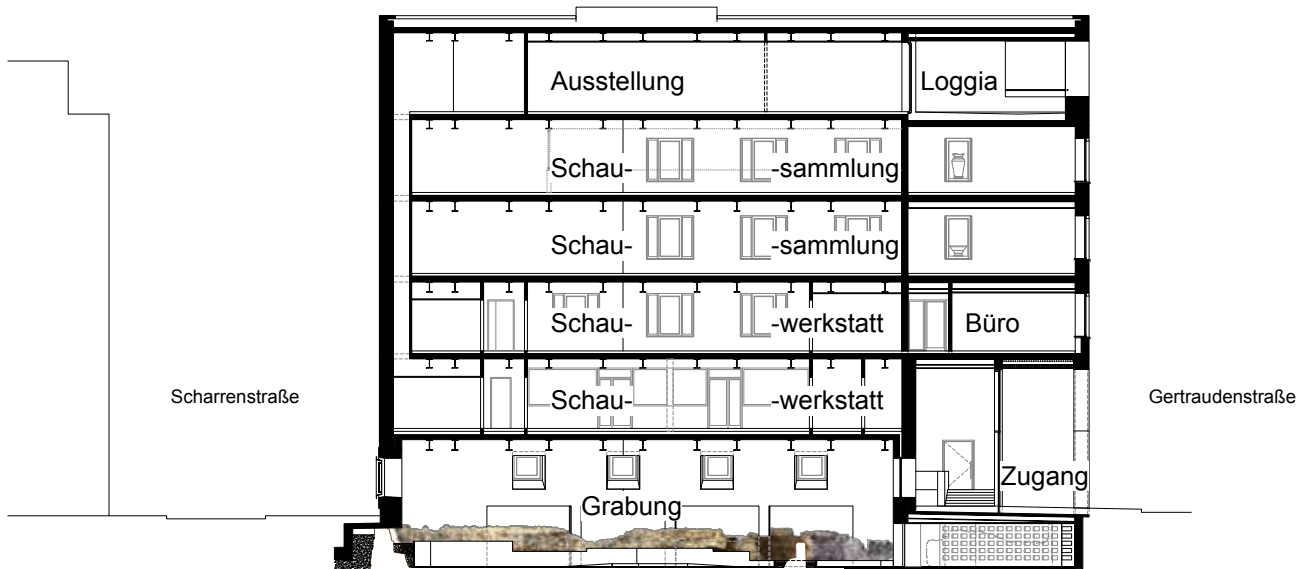 Ausstellung Loggia
Schau- -sammlung
Schau- -sammlung
Schau- -werkstatt Büro
Schau- -werkstatt
Scharrenstraße Gertraudenstraße
Zugang
Grabung